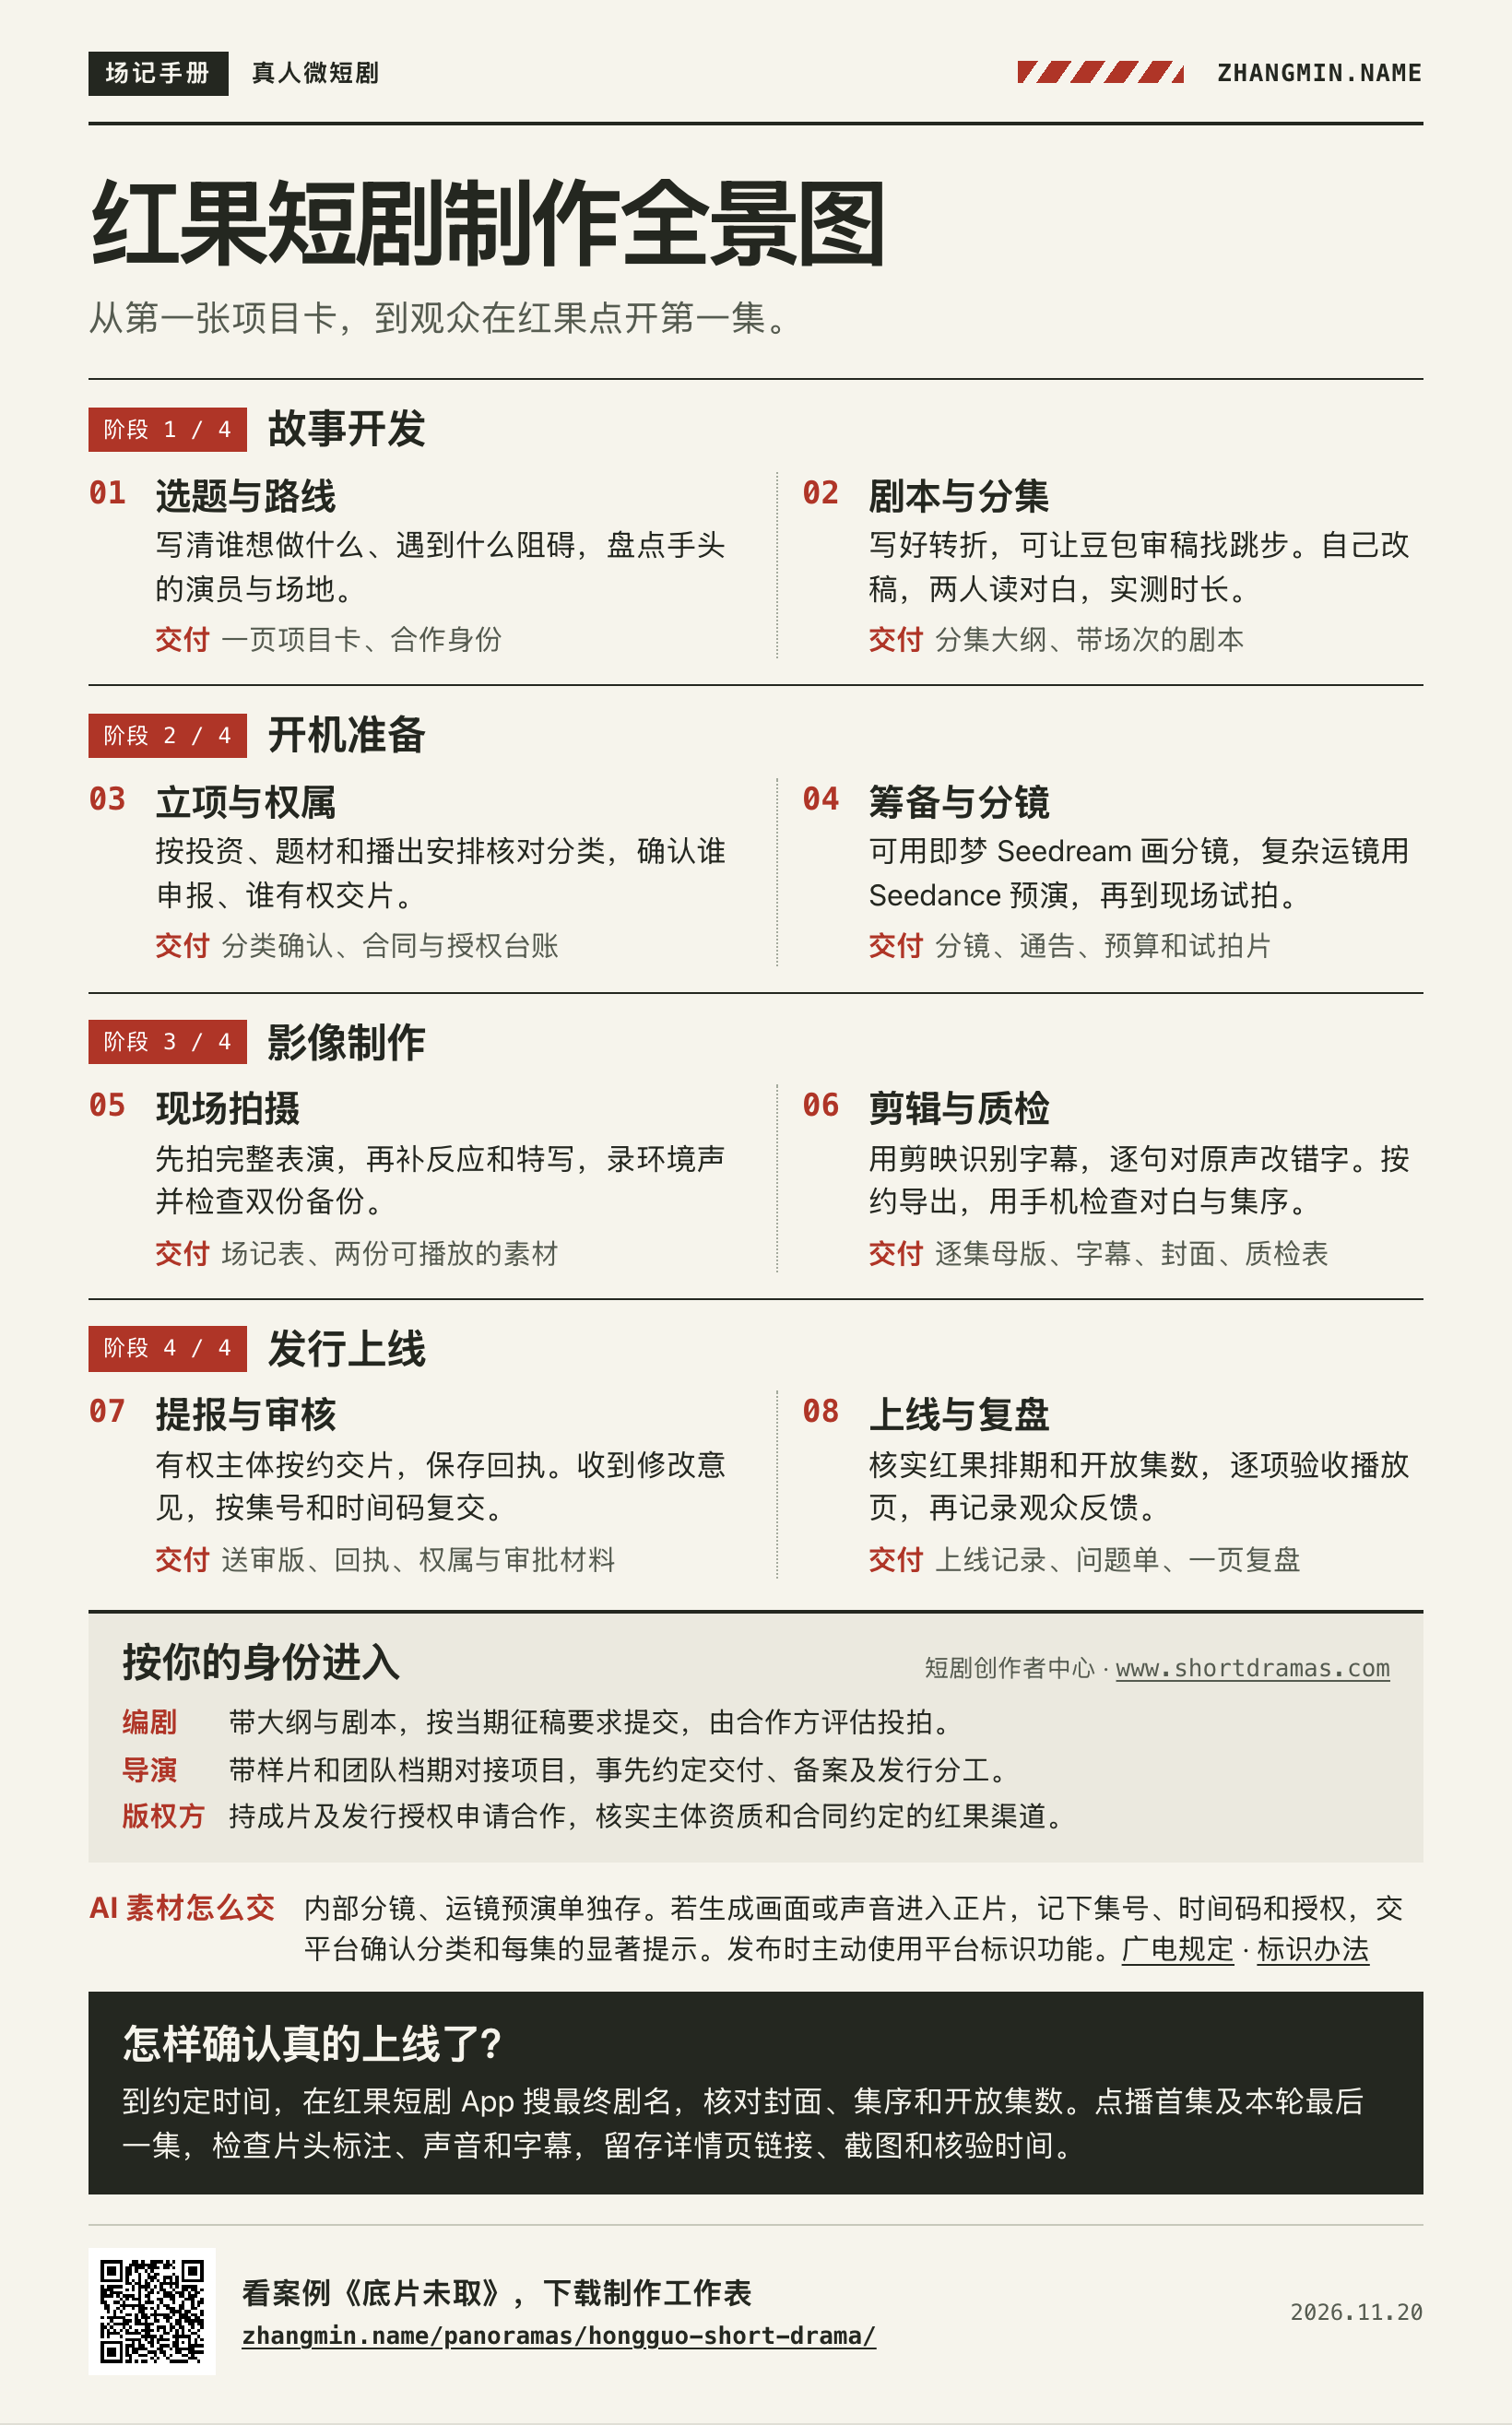 场记手册 真人微短剧 ZHANGMIN.NAME
红果短剧制作全景图
从第一张项目卡，到观众在红果点开第一集。
阶段 1 / 4 故事开发
01 选题与路线
写清谁想做什么、遇到什么阻碍，盘点手头
的演员与场地。
交付 一页项目卡、合作身份
02 剧本与分集
写好转折，可让豆包审稿找跳步。自己改
稿，两人读对白，实测时长。
交付 分集大纲、带场次的剧本
阶段 2 / 4 开机准备
03 立项与权属
按投资、题材和播出安排核对分类，确认谁
申报、谁有权交片。
交付 分类确认、合同与授权台账
04 筹备与分镜
可用即梦 Seedream 画分镜，复杂运镜用
Seedance 预演，再到现场试拍。
交付 分镜、通告、预算和试拍片
阶段 3 / 4 影像制作
05 现场拍摄
先拍完整表演，再补反应和特写，录环境声
并检查双份备份。
交付 场记表、两份可播放的素材
06 剪辑与质检
用剪映识别字幕，逐句对原声改错字。按
约导出，用手机检查对白与集序。
交付 逐集母版、字幕、封面、质检表
阶段 4 / 4 发行上线
07 提报与审核
有权主体按约交片，保存回执。收到修改意
见，按集号和时间码复交。
交付 送审版、回执、权属与审批材料
08 上线与复盘
核实红果排期和开放集数，逐项验收播放
页，再记录观众反馈。
交付 上线记录、问题单、一页复盘
按你的身份进入 短剧创作者中心 · www.shortdramas.com
编剧 带大纲与剧本，按当期征稿要求提交，由合作方评估投拍。
导演 带样片和团队档期对接项目，事先约定交付、备案及发行分工。
版权方 持成片及发行授权申请合作，核实主体资质和合同约定的红果渠道。
AI 素材怎么交 内部分镜、运镜预演单独存。若生成画面或声音进入正片，记下集号、时间码和授权，交
平台确认分类和每集的显著提示。发布时主动使用平台标识功能。广电规定 · 标识办法
怎样确认真的上线了？
到约定时间，在红果短剧 App 搜最终剧名，核对封面、集序和开放集数。点播首集及本轮最后
一集，检查片头标注、声音和字幕，留存详情页链接、截图和核验时间。
看案例《底片未取》，下载制作工作表
zhangmin.name/panoramas/hongguo-short-drama/
2026.11.20